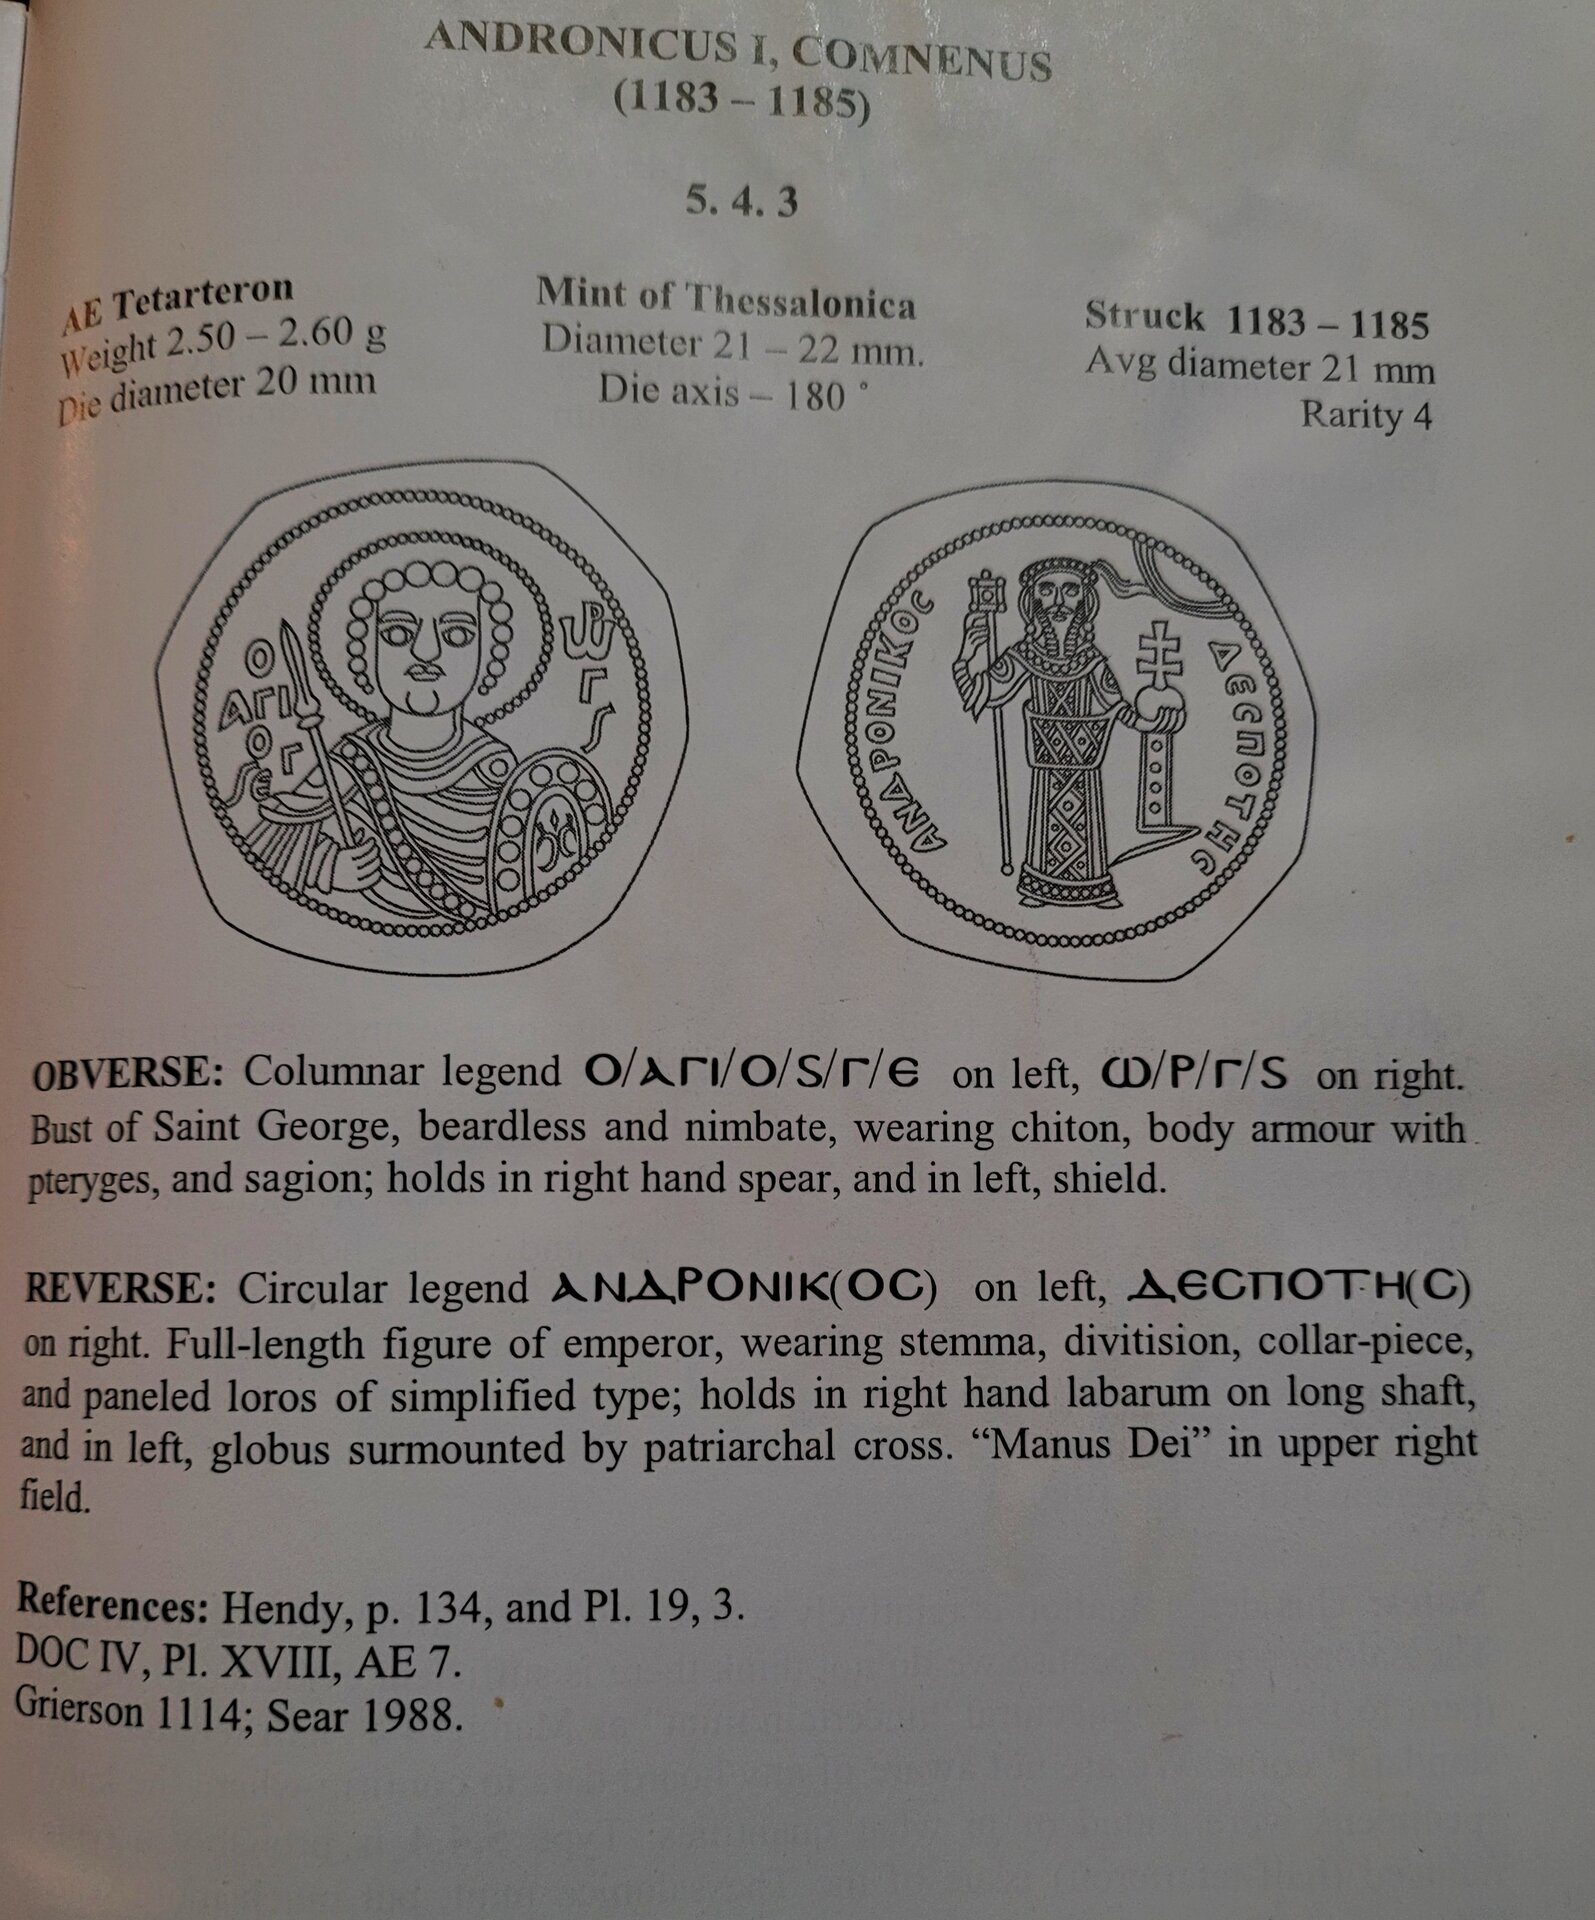 ANDRONICUS I, COMNENUS
(1183 – 1185)
5. 4. 3
AE Tetarteron
Weight 2.50 – 2.60 g
Die diameter 20 mm
Mint of Thessalonica
Diameter 21 – 22 mm.
Die axis – 180 °
Struck 1183 – 1185
Avg diameter 21 mm
Rarity 4
Ο
ΑΓΙ
Ο Γ
Ѡ Ρ
Γ
ΑΝΔΡΟΝΙΚΟC
ΔЄCΠΟΤΗC
OBVERSE: Columnar legend Ο/ΑΓΙ/Ο/S/Γ/Є on left, Ѡ/Ρ/Γ/S on right.
Bust of Saint George, beardless and nimbate, wearing chiton, body armour with
pteryges, and sagion; holds in right hand spear, and in left, shield.
REVERSE: Circular legend ΑΝΔΡΟΝΙΚ(ΟC) on left, ΔЄCΠΟΤΗ(C)
on right. Full-length figure of emperor, wearing stemma, divitision, collar-piece,
and paneled loros of simplified type; holds in right hand labarum on long shaft,
and in left, globus surmounted by patriarchal cross. “Manus Dei” in upper right
field.
References: Hendy, p. 134, and Pl. 19, 3.
DOC IV, Pl. XVIII, AE 7.
Grierson 1114; Sear 1988.